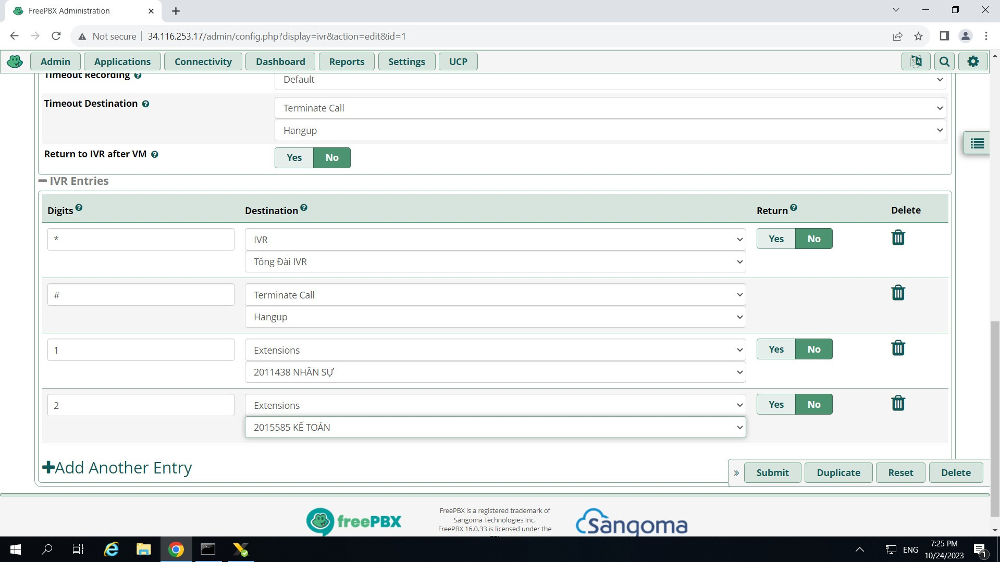 FreePBX Administration
Not secure 34.116.253.17/admin/config.php?display=ivr&action=edit&id=1
Admin Applications Connectivity Dashboard Reports Settings UCP
Timeout Recording
Default
Timeout Destination
Terminate Call
Hangup
Return to IVR after VM
Yes No
IVR Entries
Digits Destination Return Delete
* IVR Yes No
Tổng Đài IVR
# Terminate Call
Hangup
1 Extensions Yes No
2011438 NHÂN SỰ
2 Extensions Yes No
2015585 KẾ TOÁN
Add Another Entry
» Submit Duplicate Reset Delete
freePBX
FreePBX is a registered trademark of
Sangoma Technologies Inc.
FreePBX 16.0.33 is licensed under the
Sangoma
ENG
7:25 PM
10/24/2023
1